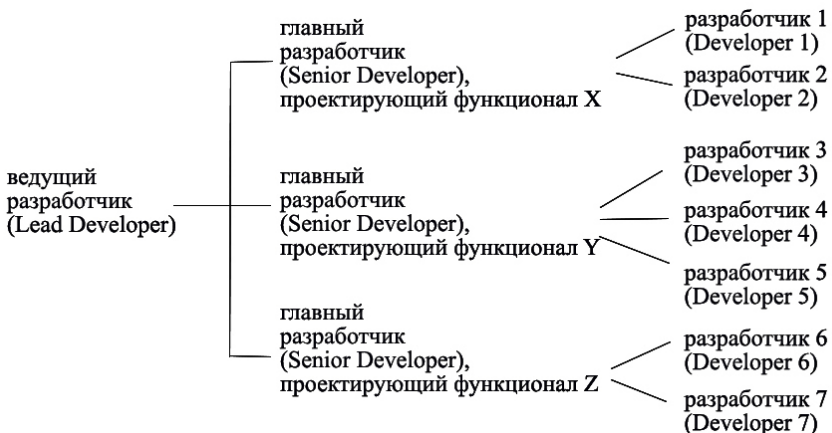 ведущий
разработчик
(Lead Developer)
главный
разработчик
(Senior Developer),
проектирующий функционал X
разработчик 1
(Developer 1)
разработчик 2
(Developer 2)
главный
разработчик
(Senior Developer),
проектирующий функционал Y
разработчик 3
(Developer 3)
разработчик 4
(Developer 4)
разработчик 5
(Developer 5)
главный
разработчик
(Senior Developer),
проектирующий функционал Z
разработчик 6
(Developer 6)
разработчик 7
(Developer 7)